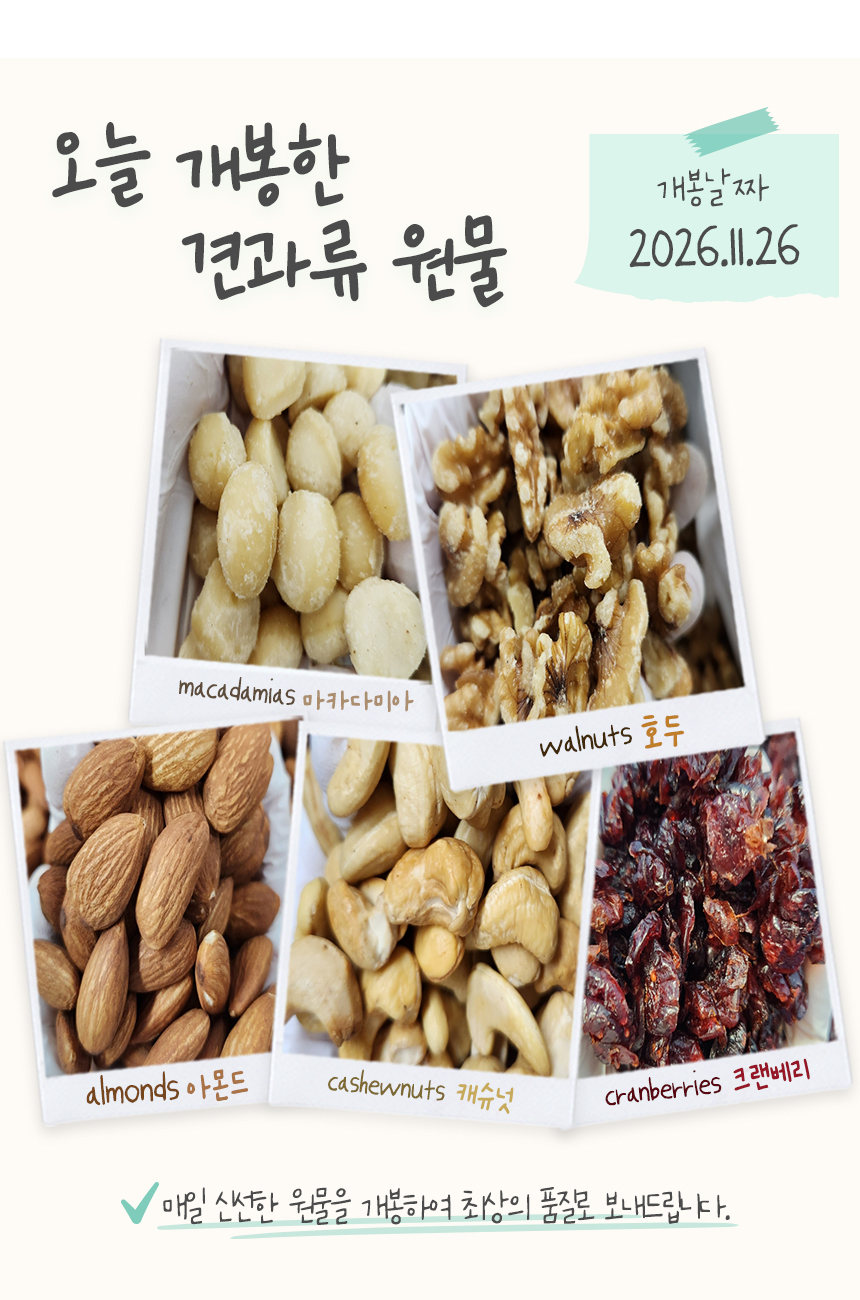 오늘 개봉한
견과류 원물
개봉날짜
2026.11.26
macadamias 마카다미아
walnuts 호두
almonds 아몬드
cashewnuts 캐슈넛
cranberries 크랜베리
매일 신선한 원물을 개봉하여 최상의 품질로 보내드립니다.